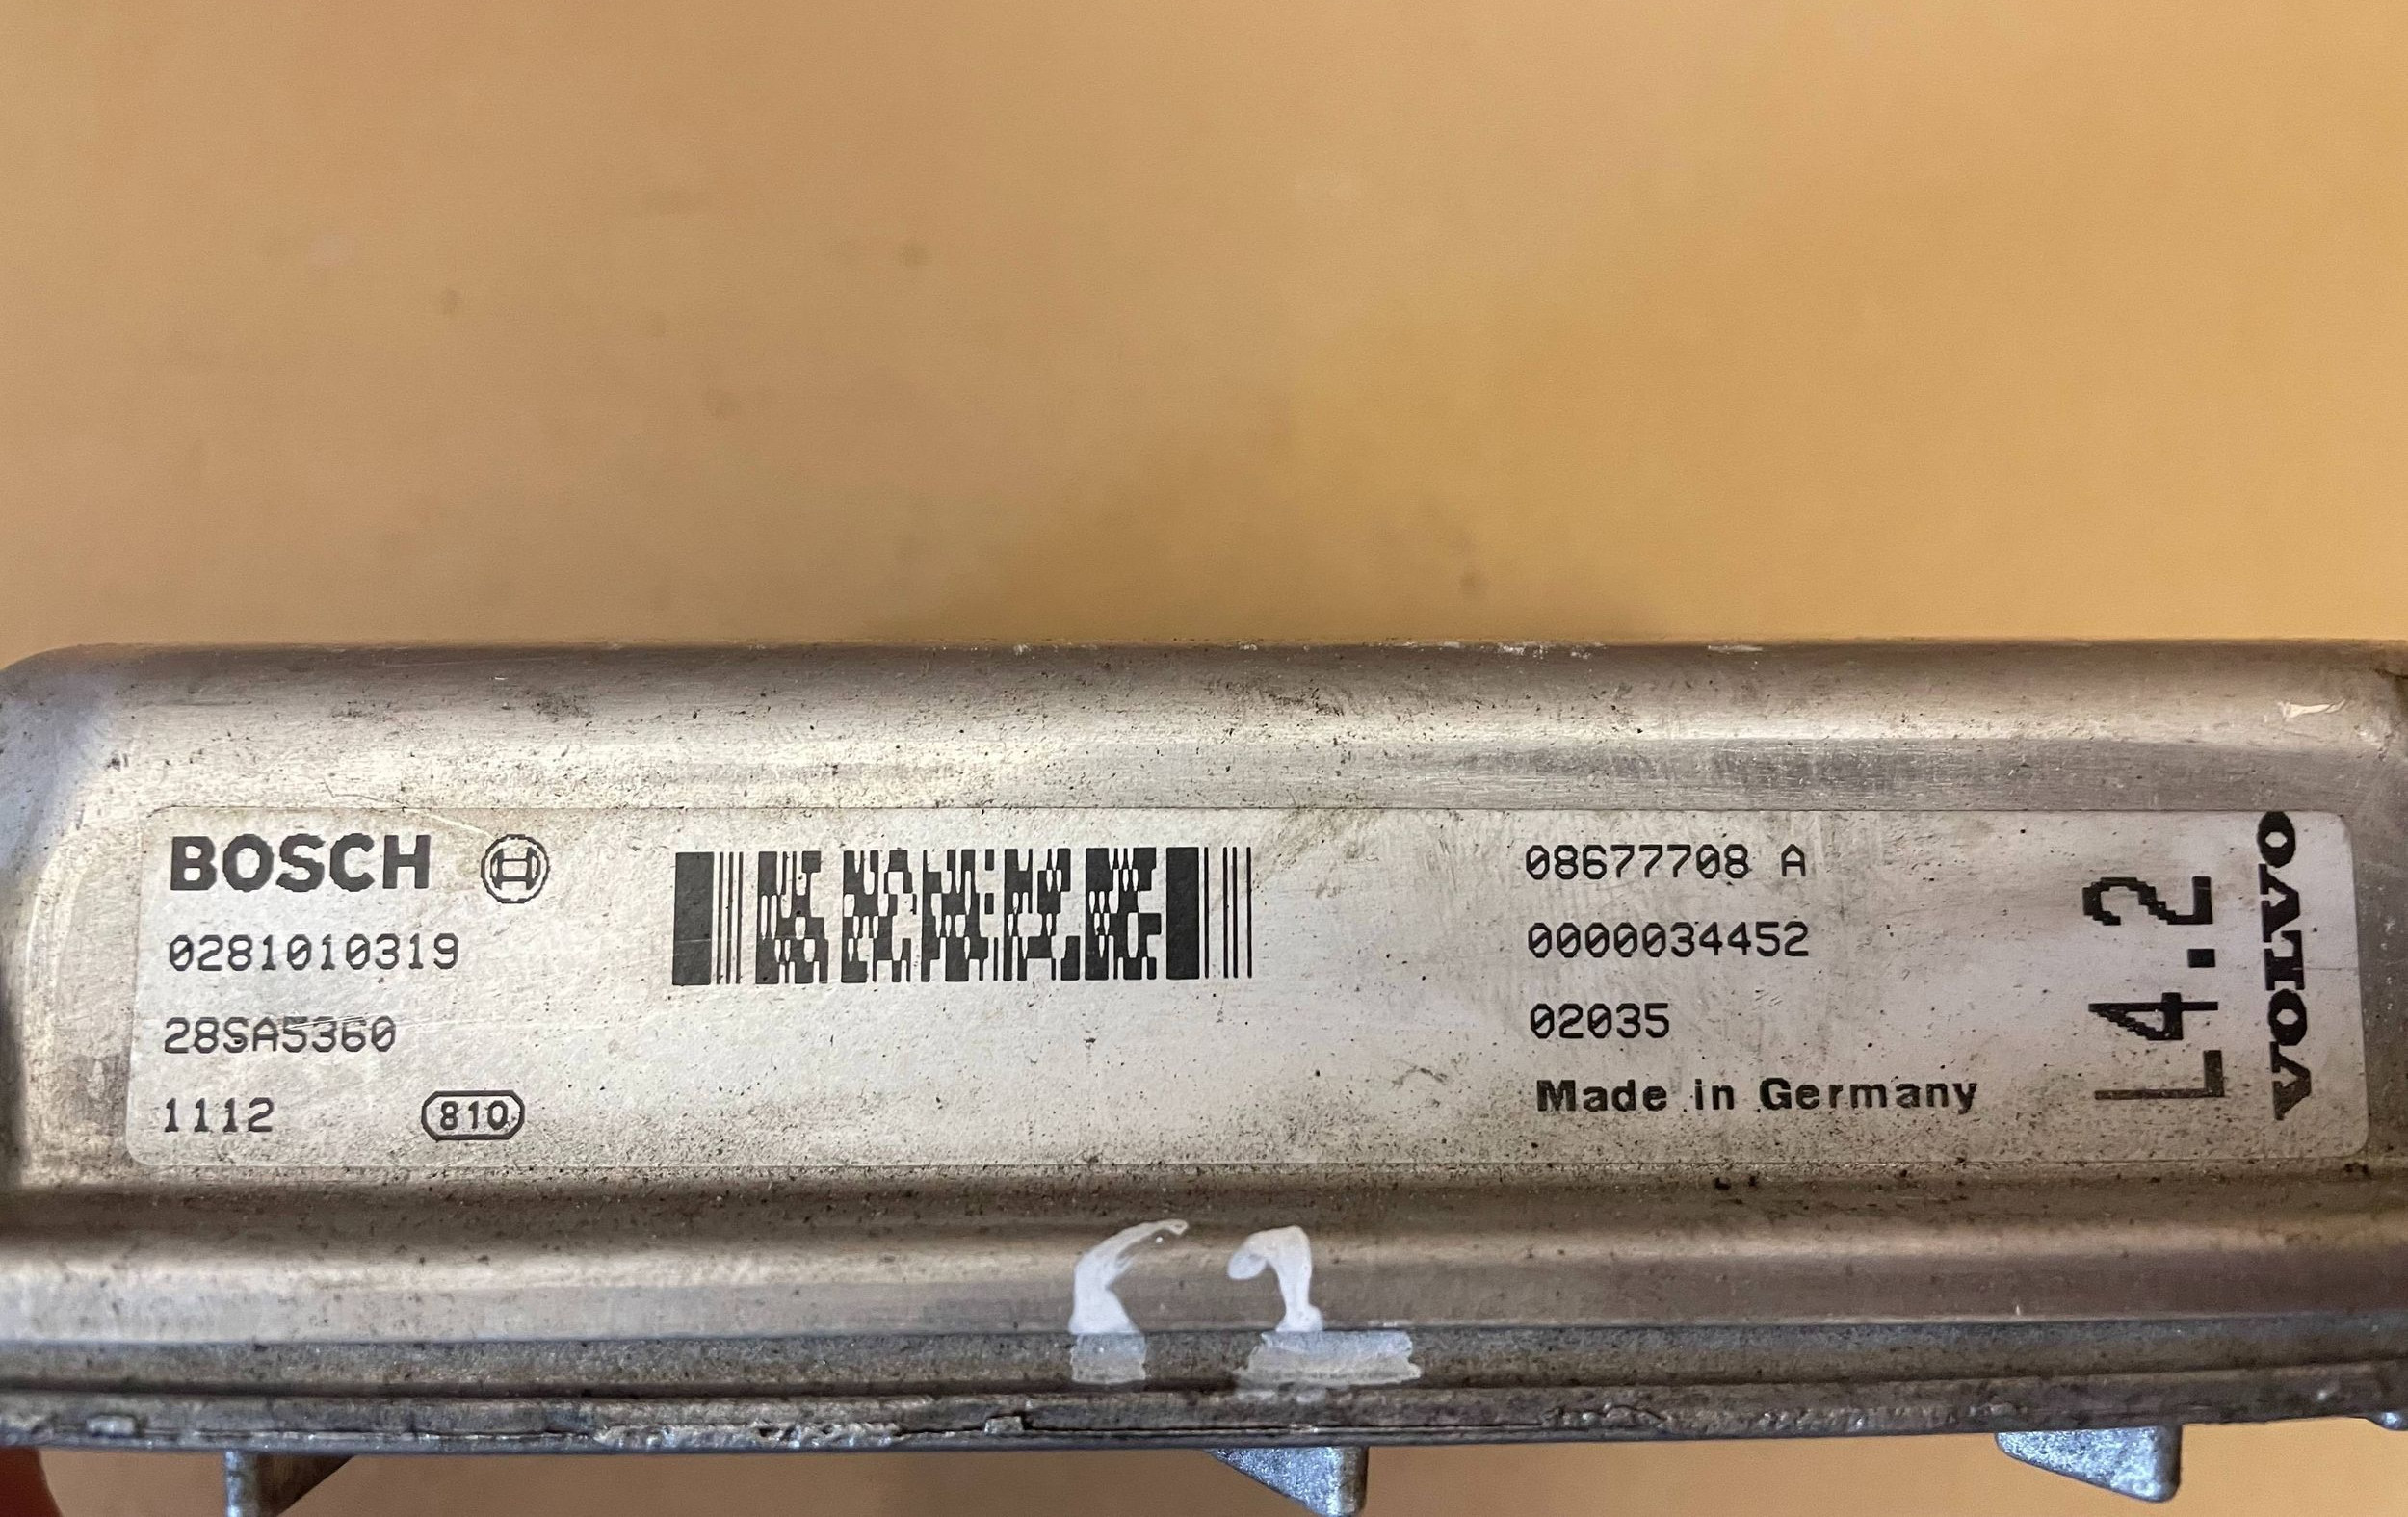 BOSCH
0281010319
28SA5360
1112 810
08677708 A
0000034452
02035
Made in Germany
L4.2
VOLVO